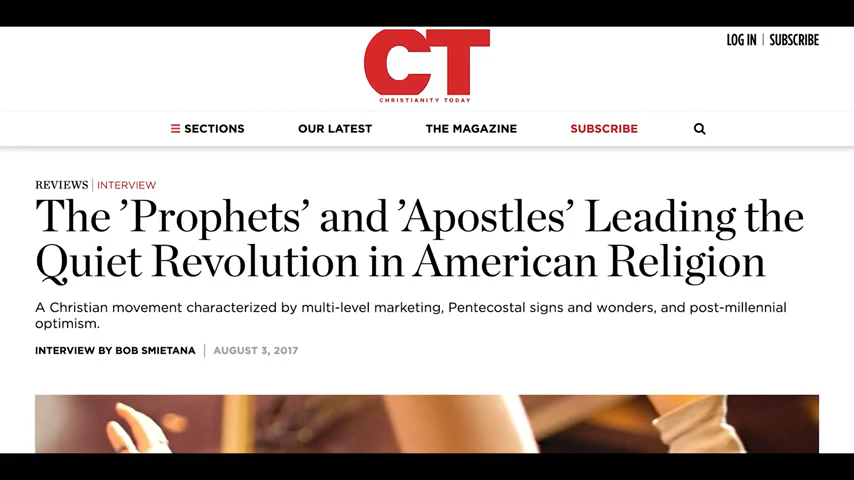 CT
CHRISTIANITY TODAY
LOG IN | SUBSCRIBE
SECTIONS OUR LATEST THE MAGAZINE SUBSCRIBE
REVIEWS | INTERVIEW
The ’Prophets’ and ’Apostles’ Leading the
Quiet Revolution in American Religion
A Christian movement characterized by multi-level marketing, Pentecostal signs and wonders, and post-millennial
optimism.
INTERVIEW BY BOB SMIETANA | AUGUST 3, 2017